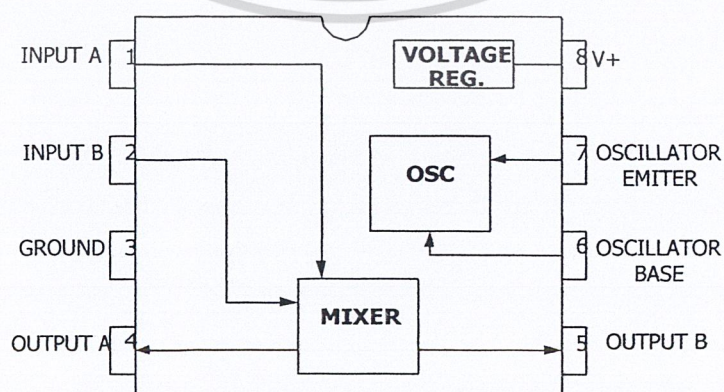 INPUT A 1
INPUT B 2
GROUND 3
OUTPUT A 4
VOLTAGE
REG.
OSC
MIXER
8 V+
7 OSCILLATOR
EMITER
6 OSCILLATOR
BASE
5 OUTPUT B